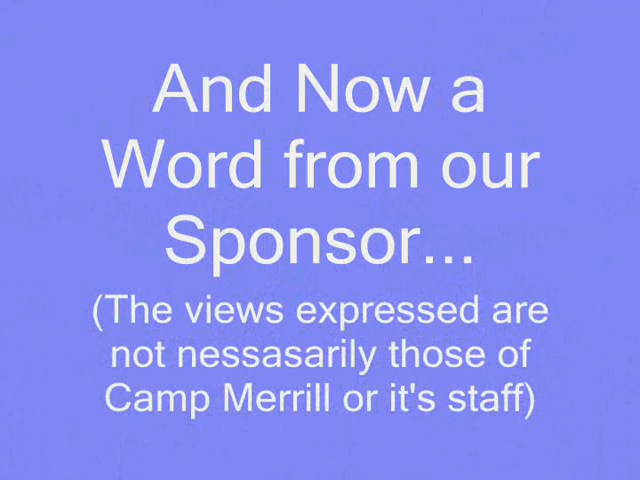 And Now a
Word from our
Sponsor...
(The views expressed are
not nessasarily those of
Camp Merrill or it's staff)